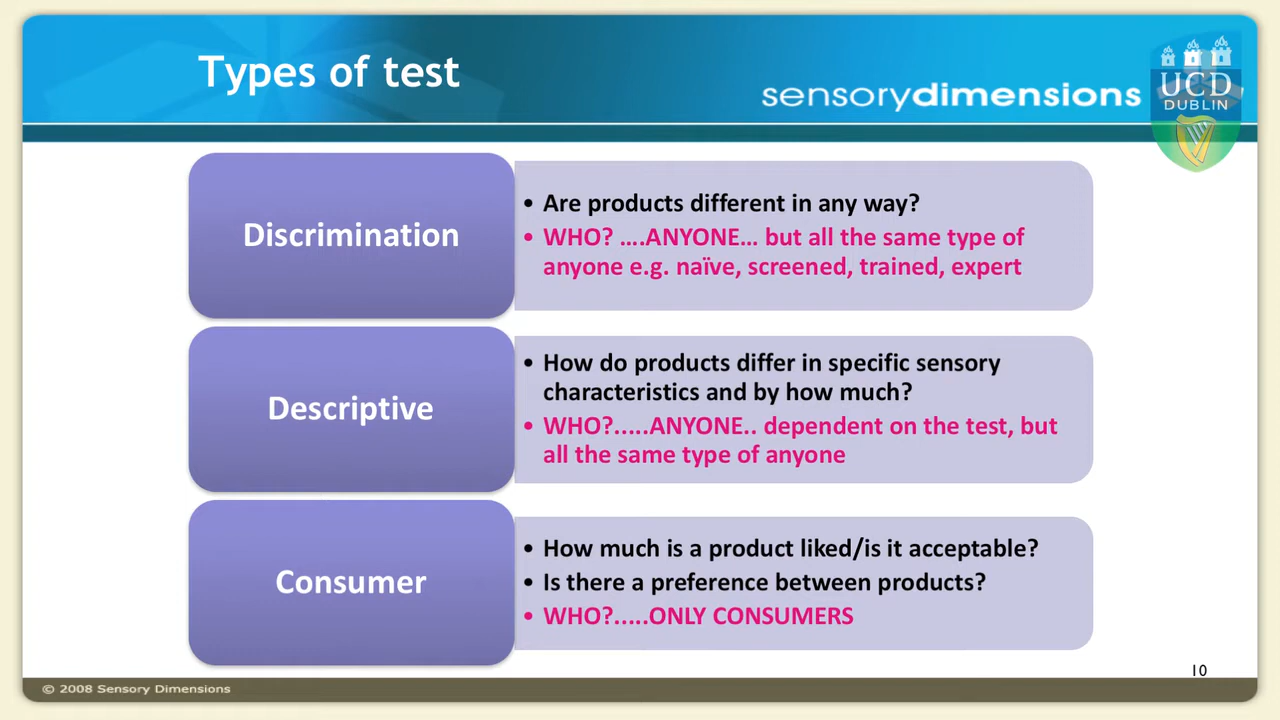 Types of test
sensorydimensions
UCD
DUBLIN
Discrimination
• Are products different in any way?
• WHO? ....ANYONE... but all the same type of
anyone e.g. naïve, screened, trained, expert
Descriptive
• How do products differ in specific sensory
characteristics and by how much?
• WHO?.....ANYONE.. dependent on the test, but
all the same type of anyone
Consumer
• How much is a product liked/is it acceptable?
• Is there a preference between products?
• WHO?.....ONLY CONSUMERS
10
© 2008 Sensory Dimensions